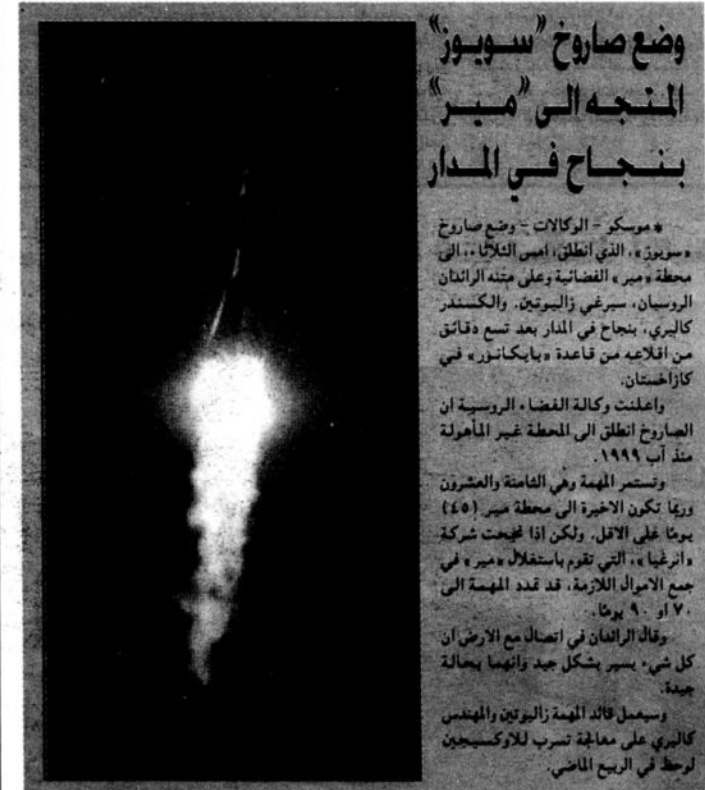 وضع صاروخ "سويوز"
المتجه الى "مير"
بنجاح في المدار
* موسكو - الوكالات - وضع صاروخ
«سويوز»، الذي انطلق، امس الثلاثاء، الى
محطة «مير» الفضائية وعلى متنه الرائدان
الروسيان، سيرغي زاليوتين، والكسندر
كاليري، بنجاح في المدار بعد تسع دقائق
من اقلاعه من قاعدة «بايكانور» في
كازاخستان.
واعلنت وكالة الفضاء الروسية ان
الصاروخ انطلق الى المحطة غير المأهولة
منذ آب ١٩٩٩.
وتستمر المهمة وهي الثامنة والعشرون
وربما تكون الاخيرة الى محطة مير (٤٥)
يومًا على الاقل. ولكن اذا نجحت شركة
«انرغيا»، التي تقوم باستغلال «مير» في
جمع الاموال اللازمة، قد تمدد المهمة الى
٧٠ او ٩٠ يومًا.
وقال الرائدان في اتصال مع الارض ان
كل شيء يسير بشكل جيد وانهما بحالة
جيدة.
وسيعمل قائد المهمة زاليوتين والمهندس
كاليري على معالجة تسرب للاوكسيجين
لوحظ في الربيع الماضي.